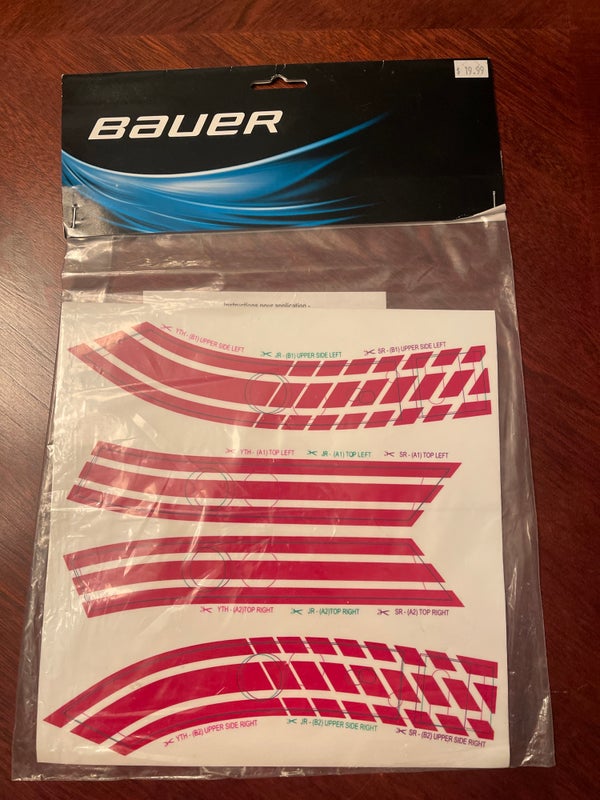 $ 19.99
BAUER
Instructions pour application -
YTH - (B1) UPPER SIDE LEFT
JR - (B1) UPPER SIDE LEFT
SR - (B1) UPPER SIDE LEFT
YTH - (A1) TOP LEFT
JR - (A1) TOP LEFT
SR - (A1) TOP LEFT
YTH - (A2)TOP RIGHT
JR - (A2)TOP RIGHT
SR - (A2) TOP RIGHT
YTH - (B2) UPPER SIDE RIGHT
JR - (B2) UPPER SIDE RIGHT
SR - (B2) UPPER SIDE RIGHT